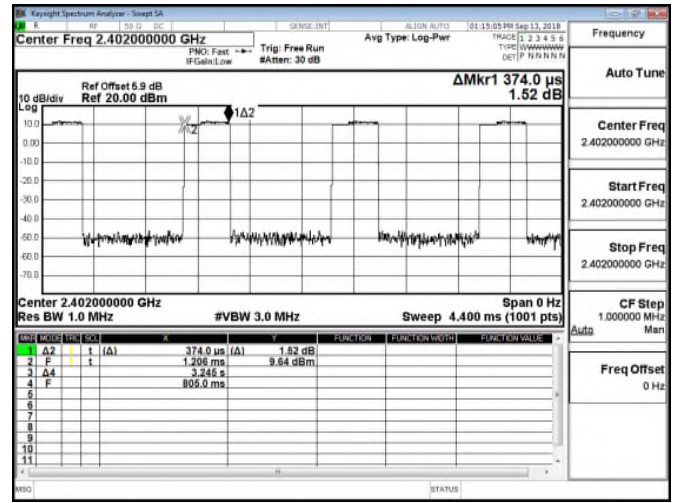 Keysight Spectrum Analyzer - Swept SA
R RF 50 Ω DC SENSE:INT ALIGN AUTO 01:15:05 PM Sep 13, 2018
Center Freq 2.402000000 GHz
PNO: Fast
IFGain:Low
Trig: Free Run
#Atten: 30 dB
Avg Type: Log-Pwr
TRACE 1 2 3 4 5 6
TYPE WWWWWW
DET P N N N N N
Frequency
Auto Tune
Center Freq
2.402000000 GHz
Start Freq
2.402000000 GHz
Stop Freq
2.402000000 GHz
CF Step
1.000000 MHz
Auto Man
Freq Offset
0 Hz
ΔMkr1 374.0 µs
1.52 dB
Ref Offset 6.9 dB
10 dB/div Ref 20.00 dBm
Log
10.0
0.00
-10.0
-20.0
-30.0
-40.0
-50.0
-60.0
-70.0
1Δ2
X2
Center 2.402000000 GHz Span 0 Hz
Res BW 1.0 MHz #VBW 3.0 MHz Sweep 4.400 ms (1001 pts)
MKR MODE TRC SCL X Y FUNCTION FUNCTION WIDTH FUNCTION VALUE
1 Δ2 1 t (Δ) 374.0 µs (Δ) 1.52 dB
2 F 1 t 1.206 ms 9.64 dBm
3 Δ4 3.245 s
4 F 805.0 ms
5
6
7
8
9
10
11
MSG STATUS